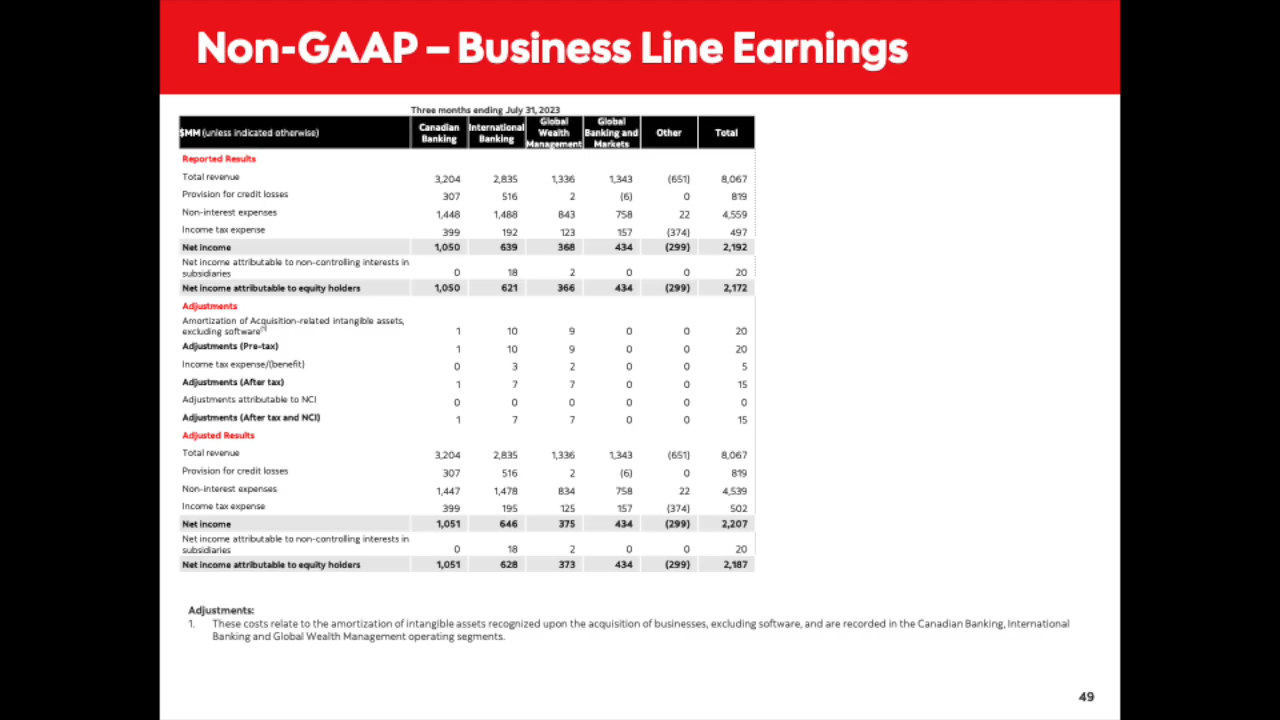 Non-GAAP – Business Line Earnings
Three months ending July 31, 2023
$MM (unless indicated otherwise) Canadian Banking International Banking Global Wealth Management Global Banking and Markets Other Total
Reported Results
Total revenue 3,204 2,835 1,336 1,343 (651) 8,067
Provision for credit losses 307 516 2 (6) 0 819
Non-interest expenses 1,448 1,488 843 758 22 4,559
Income tax expense 399 192 123 157 (374) 497
Net income 1,050 639 368 434 (299) 2,192
Net income attributable to non-controlling interests in
subsidiaries 0 18 2 0 0 20
Net income attributable to equity holders 1,050 621 366 434 (299) 2,172
Adjustments
Amortization of Acquisition-related intangible assets,
excluding software(1) 1 10 9 0 0 20
Adjustments (Pre-tax) 1 10 9 0 0 20
Income tax expense/(benefit) 0 3 2 0 0 5
Adjustments (After tax) 1 7 7 0 0 15
Adjustments attributable to NCI 0 0 0 0 0 0
Adjustments (After tax and NCI) 1 7 7 0 0 15
Adjusted Results
Total revenue 3,204 2,835 1,336 1,343 (651) 8,067
Provision for credit losses 307 516 2 (6) 0 819
Non-interest expenses 1,447 1,478 834 758 22 4,539
Income tax expense 399 195 125 157 (374) 502
Net income 1,051 646 375 434 (299) 2,207
Net income attributable to non-controlling interests in
subsidiaries 0 18 2 0 0 20
Net income attributable to equity holders 1,051 628 373 434 (299) 2,187
Adjustments:
1. These costs relate to the amortization of intangible assets recognized upon the acquisition of businesses, excluding software, and are recorded in the Canadian Banking, International
Banking and Global Wealth Management operating segments.
49